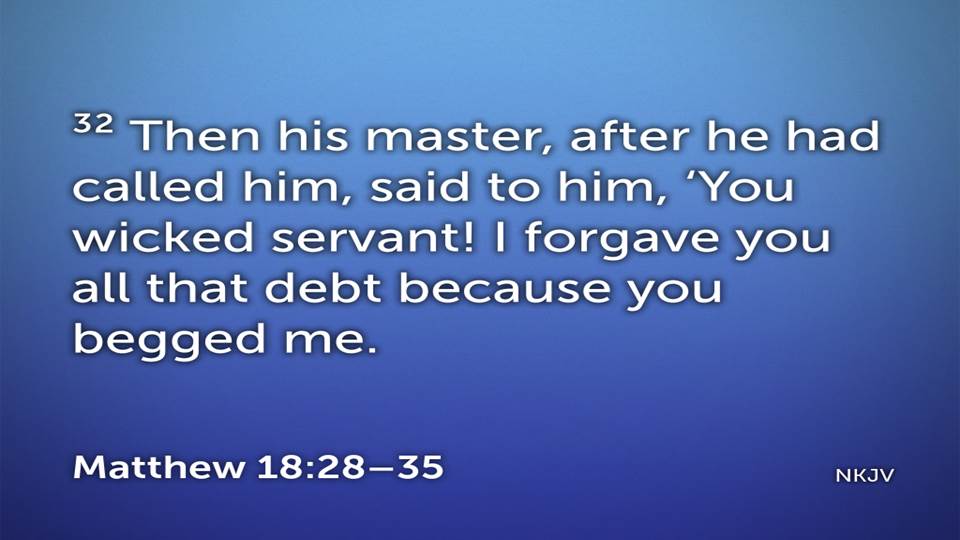 32 Then his master, after he had
called him, said to him, ‘You
wicked servant! I forgave you
all that debt because you
begged me.
Matthew 18:28–35
NKJV